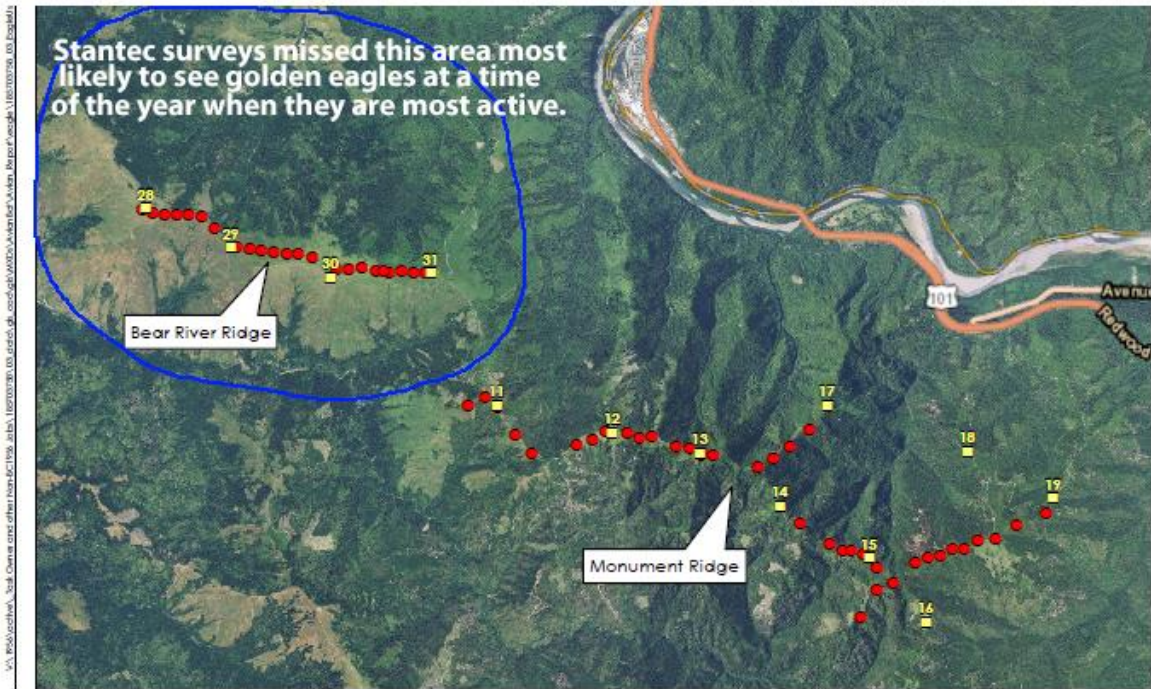 Stantec surveys missed this area most
likely to see golden eagles at a time
of the year when they are most active.
28
29
30
31
Bear River Ridge
101
Avenu
Redwood
11
12
13
17
18
19
14
15
16
Monument Ridge